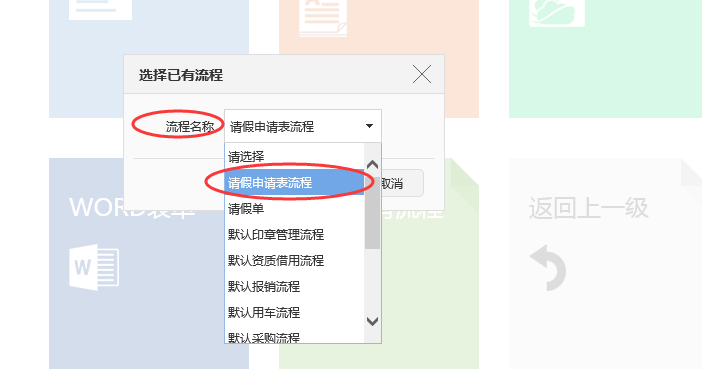 选择已有流程
流程名称
请假申请表流程
请选择
请假申请表流程
取消
请假单
WORD表单
有流程
返回上一级
默认印章管理流程
默认资质借用流程
默认报销流程
默认用车流程
默认采购流程
W